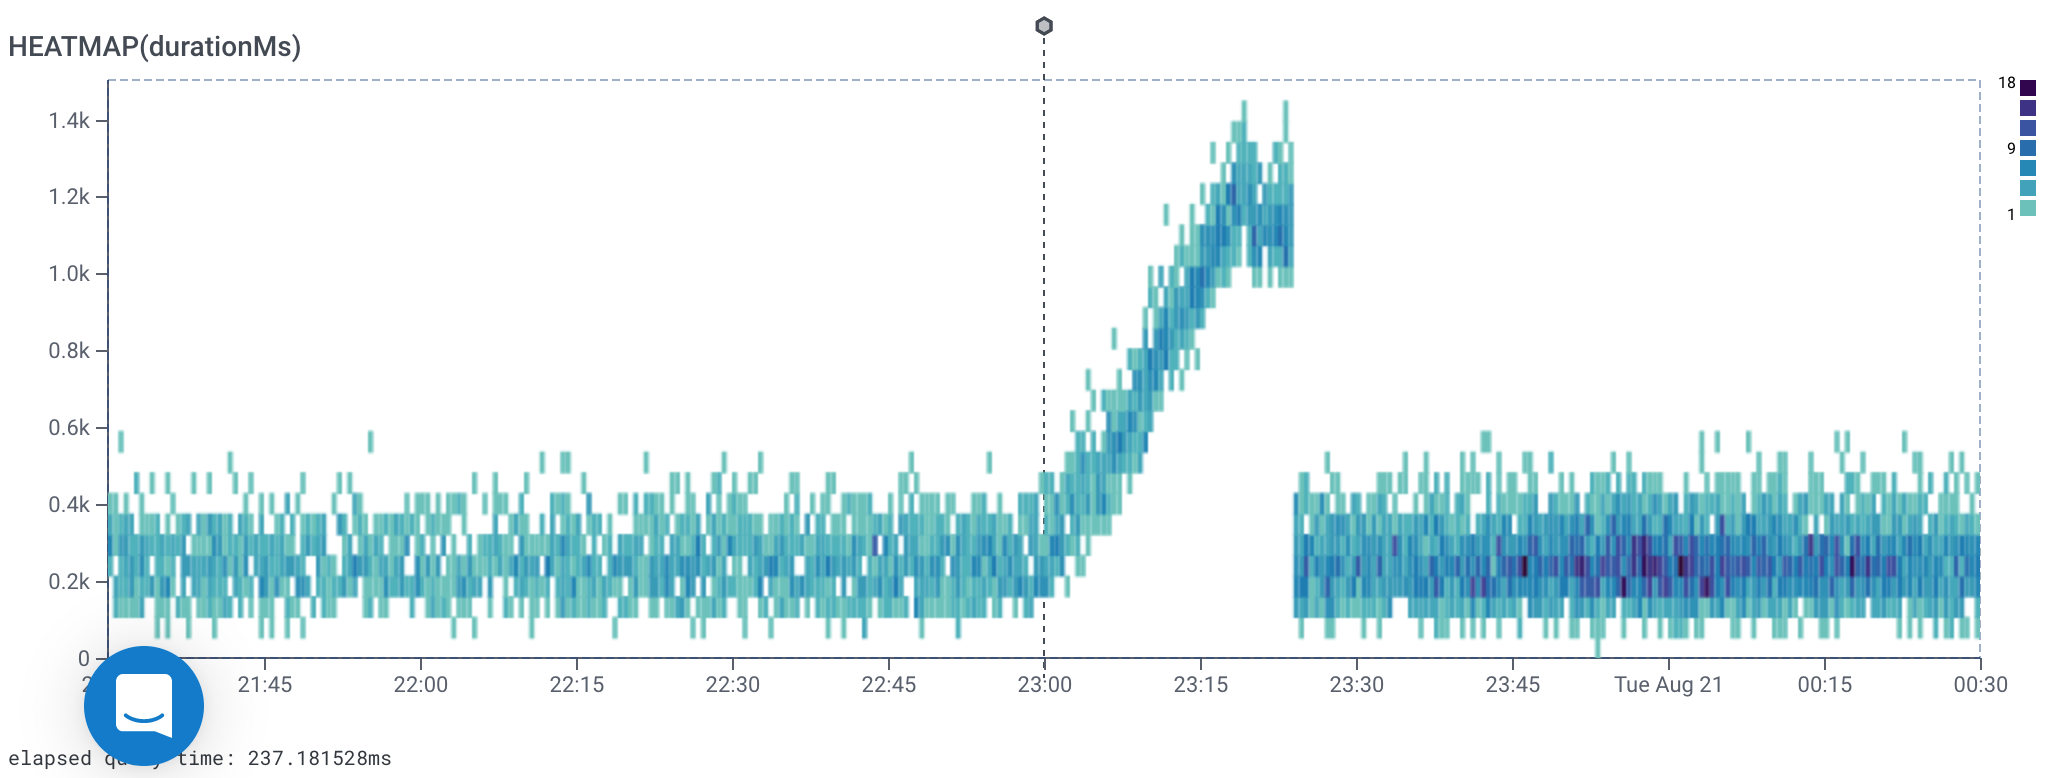 HEATMAP(durationMs)
18
9
1
1.4k
1.2k
1.0k
0.8k
0.6k
0.4k
0.2k
0
21:45 22:00 22:15 22:30 22:45 23:00 23:15 23:30 23:45 Tue Aug 21 00:15 00:30
elapsed time: 237.181528ms